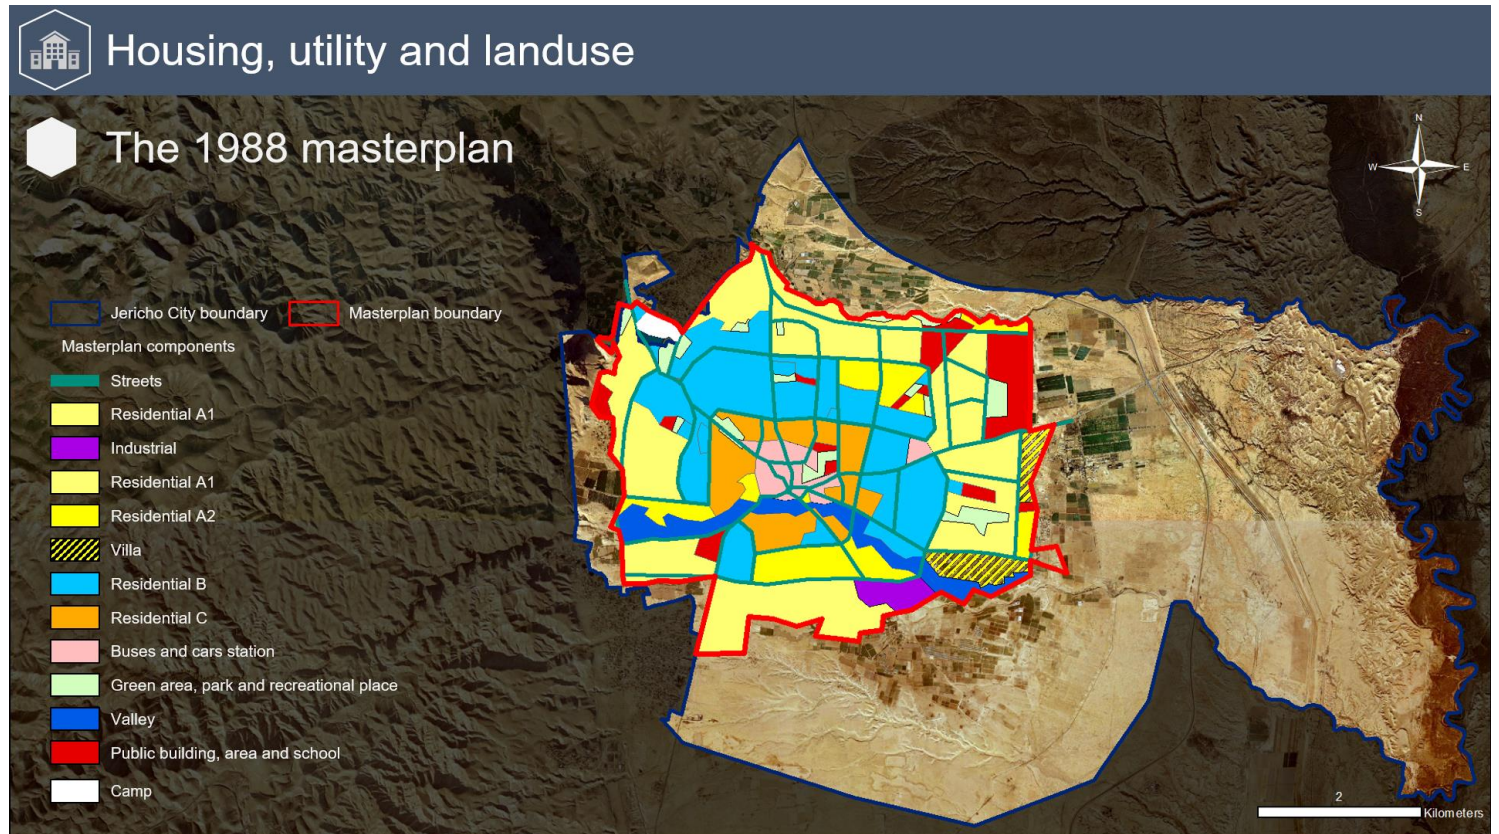 Housing, utility and landuse
The 1988 masterplan
N
W E
S
Jericho City boundary Masterplan boundary
Masterplan components
Streets
Residential A1
Industrial
Residential A1
Residential A2
Villa
Residential B
Residential C
Buses and cars station
Green area, park and recreational place
Valley
Public building, area and school
Camp
2
Kilometers